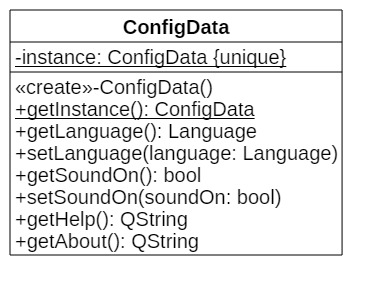 ConfigData
-instance: ConfigData {unique}
«create»-ConfigData()
+getInstance(): ConfigData
+getLanguage(): Language
+setLanguage(language: Language)
+getSoundOn(): bool
+setSoundOn(soundOn: bool)
+getHelp(): QString
+getAbout(): QString